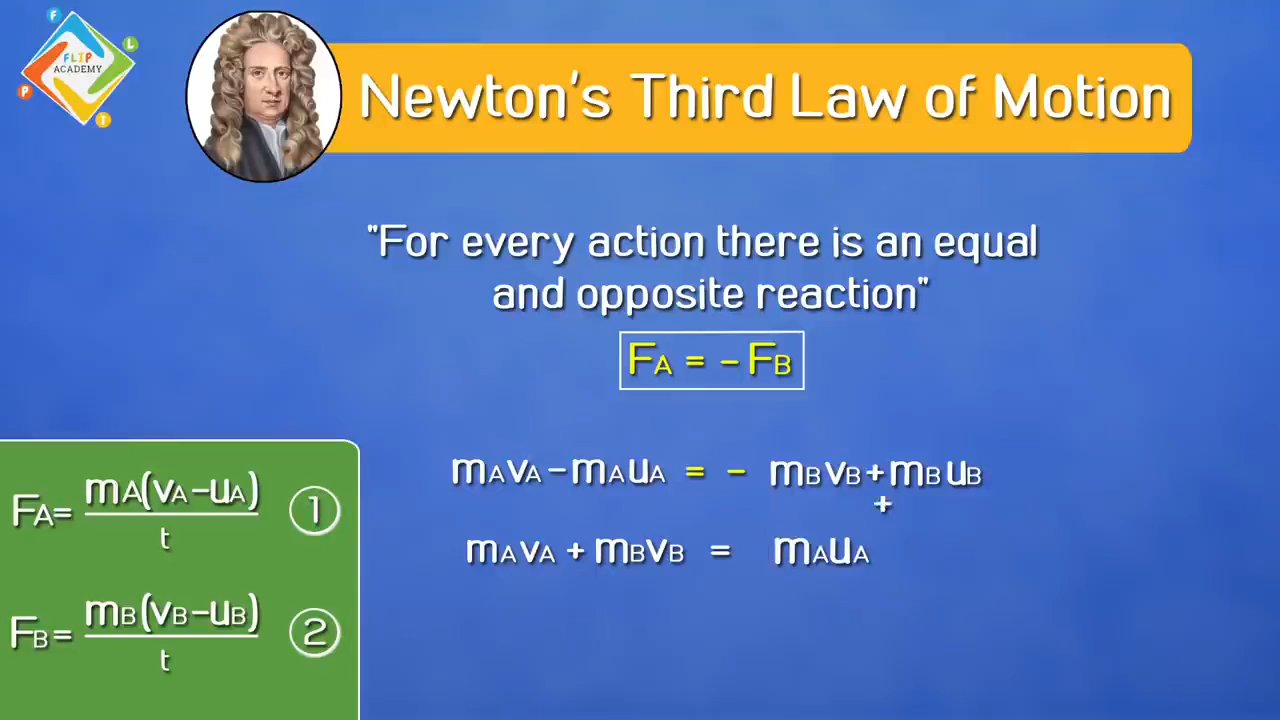 F
L
FLIP
ACADEMY
P
T
Newton's Third Law of Motion
"For every action there is an equal
and opposite reaction"
FA = - FB
mAvA - mAuA = - mBvB + mBuB
+
mAvA + mBvB = mAuA
FA = mA(vA - uA) 1
t
FB = mB(vB - uB) 2
t